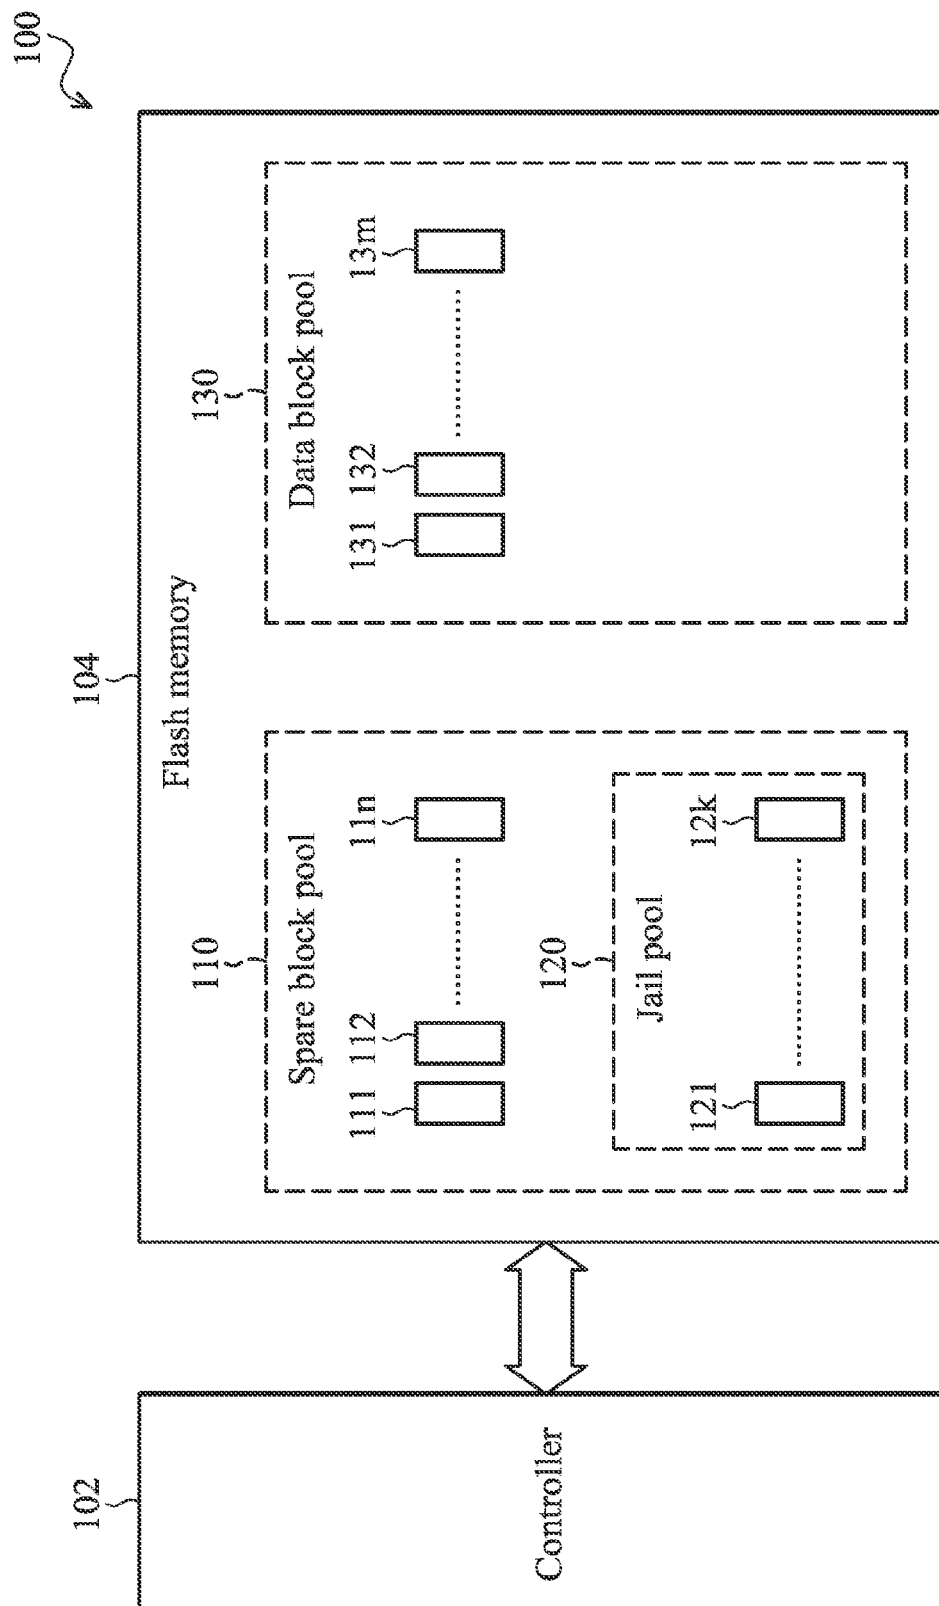 100
102
Controller
104
Flash memory
110
Spare block pool
111 112 11n
120
Jail pool
121 12k
130
Data block pool
131 132 13m